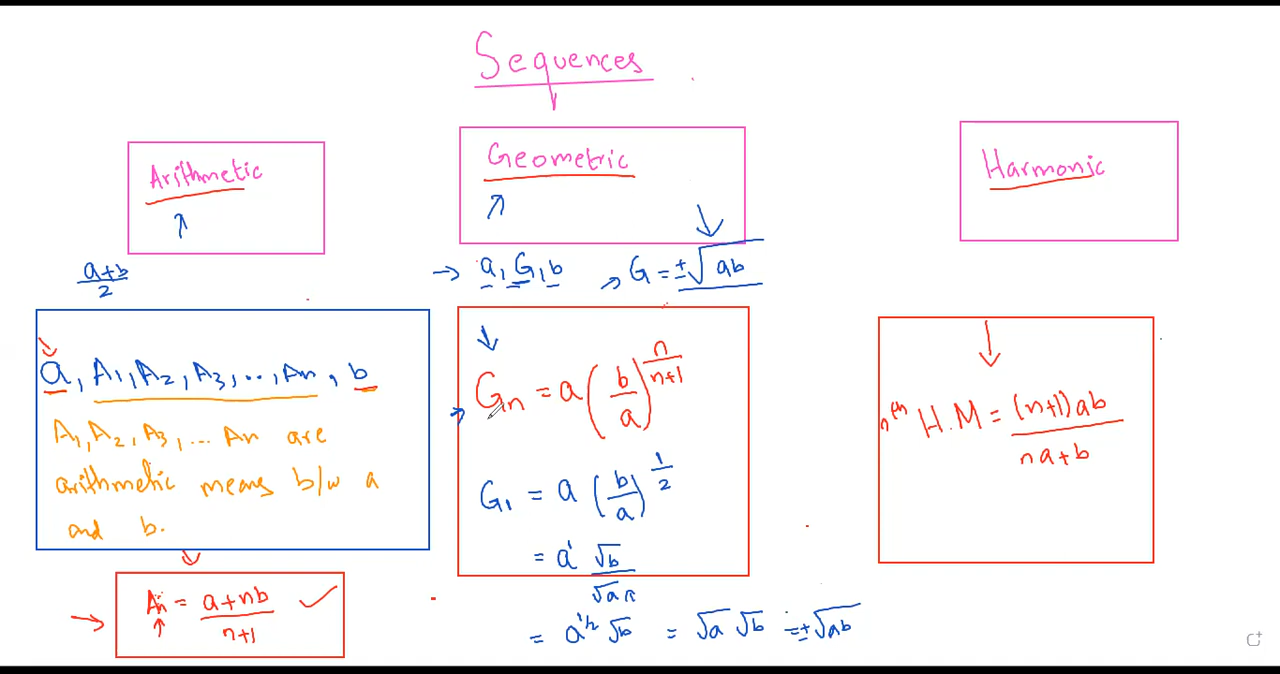 Sequences
Arithmetic
Geometric
Harmonic
a+b/2
a, G, b
G = ±√ab
a, A1, A2, A3, ..., An, b
A1, A2, A3, ... An are
arithmetic means b/w a
and b.
An = a+nb/n+1
Gn = a(b/a)^n/n+1
G1 = a(b/a)^1/2
= a^1 √b/√a
= a^1/2 √b = √a √b = ±√ab
nth H.M = (n+1)ab/na+b